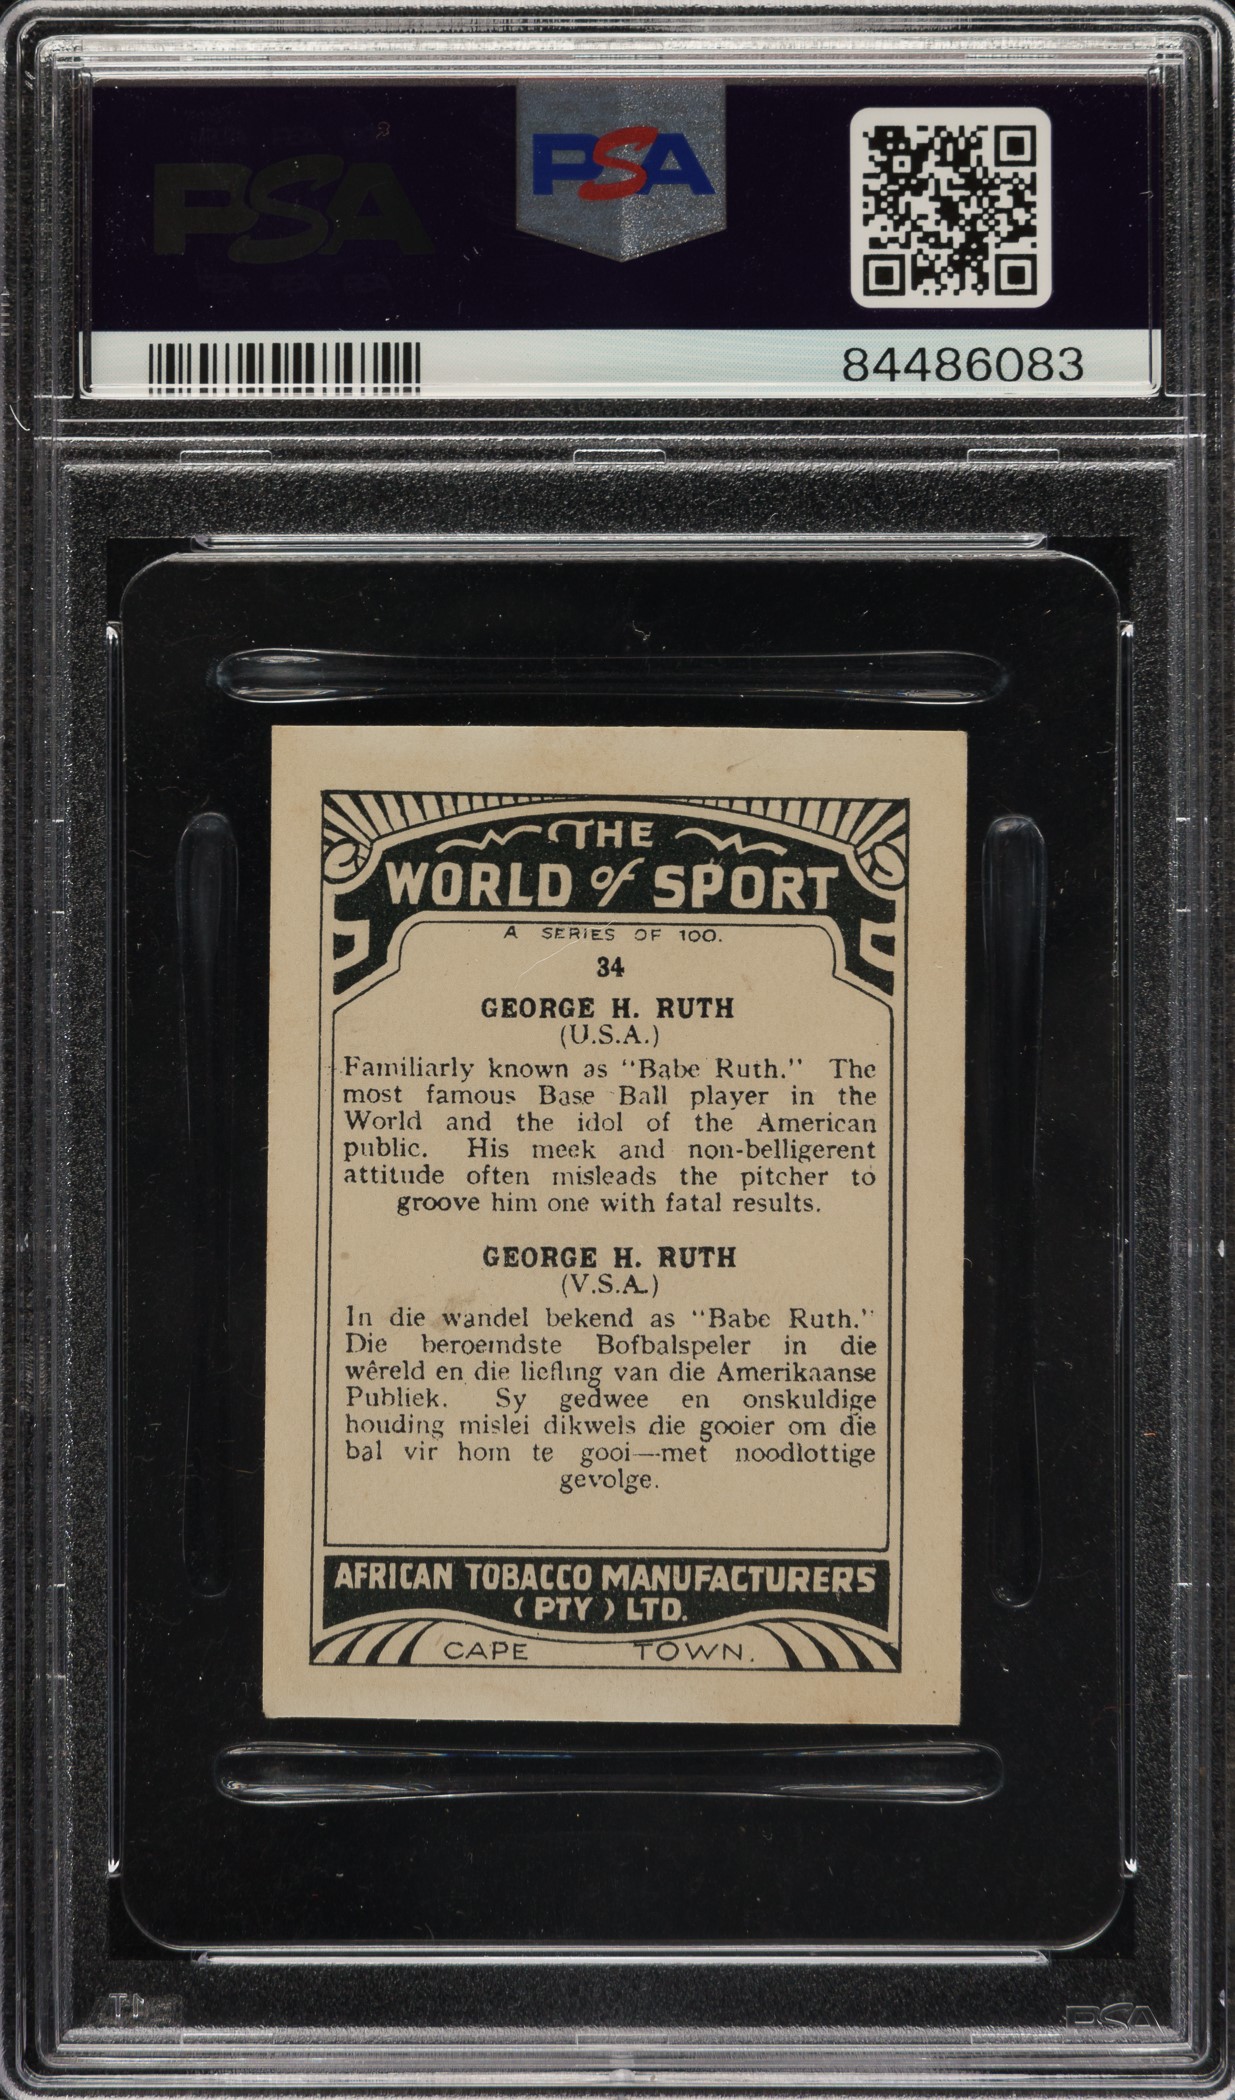 PSA
PSA
84486083
THE
WORLD of SPORT
A SERIES OF 100.
34
GEORGE H. RUTH
(U.S.A.)
Familiarly known as "Babe Ruth." The
most famous Base Ball player in the
World and the idol of the American
public. His meek and non-belligerent
attitude often misleads the pitcher to
groove him one with fatal results.
GEORGE H. RUTH
(V.S.A.)
In die wandel bekend as "Babe Ruth."
Die beroemdste Bofbalspeler in die
wêreld en die liefling van die Amerikaanse
Publiek. Sy gedwee en onskuldige
houding mislei dikwels die gooier om die
bal vir hom te gooi—met noodlottige
gevolge.
AFRICAN TOBACCO MANUFACTURERS
(PTY) LTD.
CAPE TOWN.
PSA